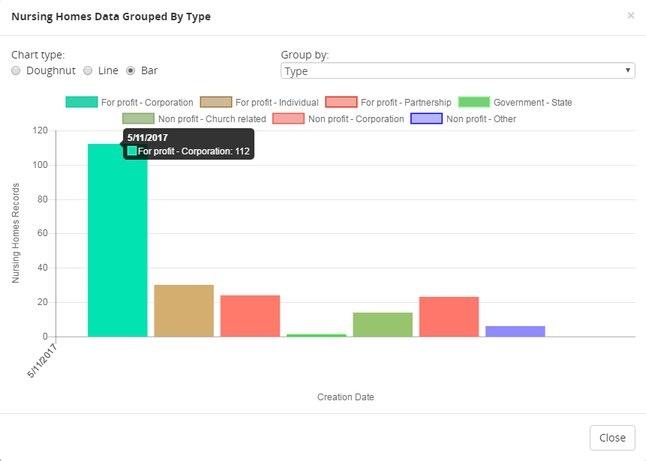 Nursing Homes Data Grouped By Type
×
Chart type:
Doughnut Line Bar
Group by:
Type
For profit - Corporation For profit - Individual For profit - Partnership Government - State
Non profit - Church related Non profit - Corporation Non profit - Other
Nursing Homes Records
120
100
80
60
40
20
0
5/11/2017
For profit - Corporation: 112
5/11/2017
Creation Date
Close